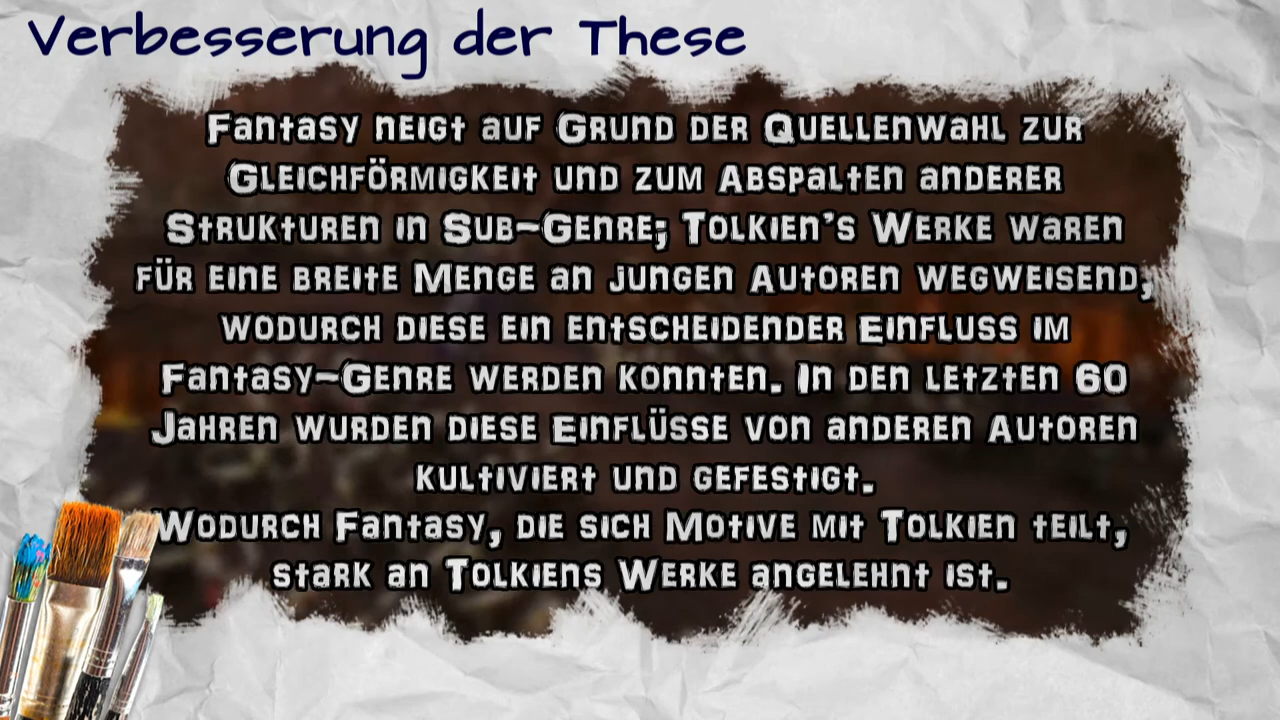 Verbesserung der These
Fantasy neigt auf Grund der Quellenwahl zur
Gleichförmigkeit und zum Abspalten anderer
Strukturen in Sub-Genre; Tolkien's Werke waren
für eine breite Menge an jungen Autoren wegweisend,
wodurch diese ein entscheidender Einfluss im
Fantasy-Genre werden konnten. In den letzten 60
Jahren wurden diese Einflüsse von anderen Autoren
kultiviert und gefestigt.
Wodurch Fantasy, die sich Motive mit Tolkien teilt,
stark an Tolkiens Werke angelehnt ist.